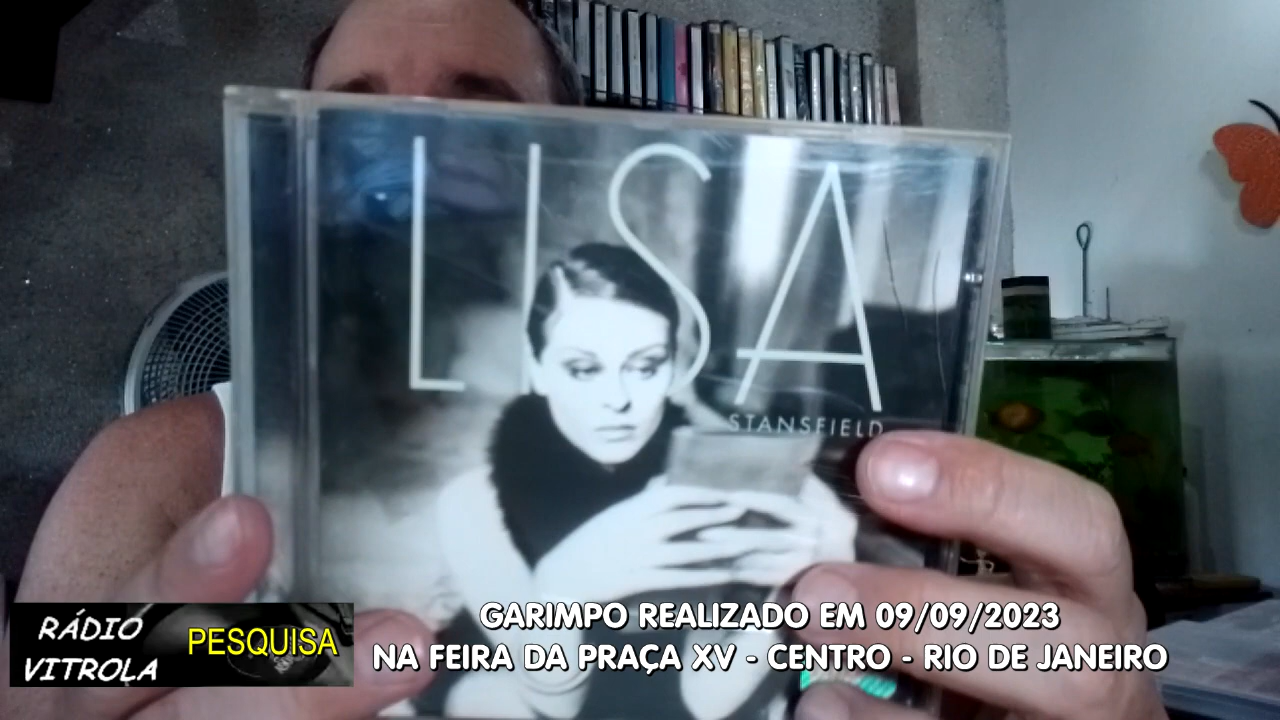 LISA
STANSFIELD
RÁDIO
VITROLA
PESQUISA
GARIMPO REALIZADO EM 09/09/2023
NA FEIRA DA PRAÇA XV - CENTRO - RIO DE JANEIRO